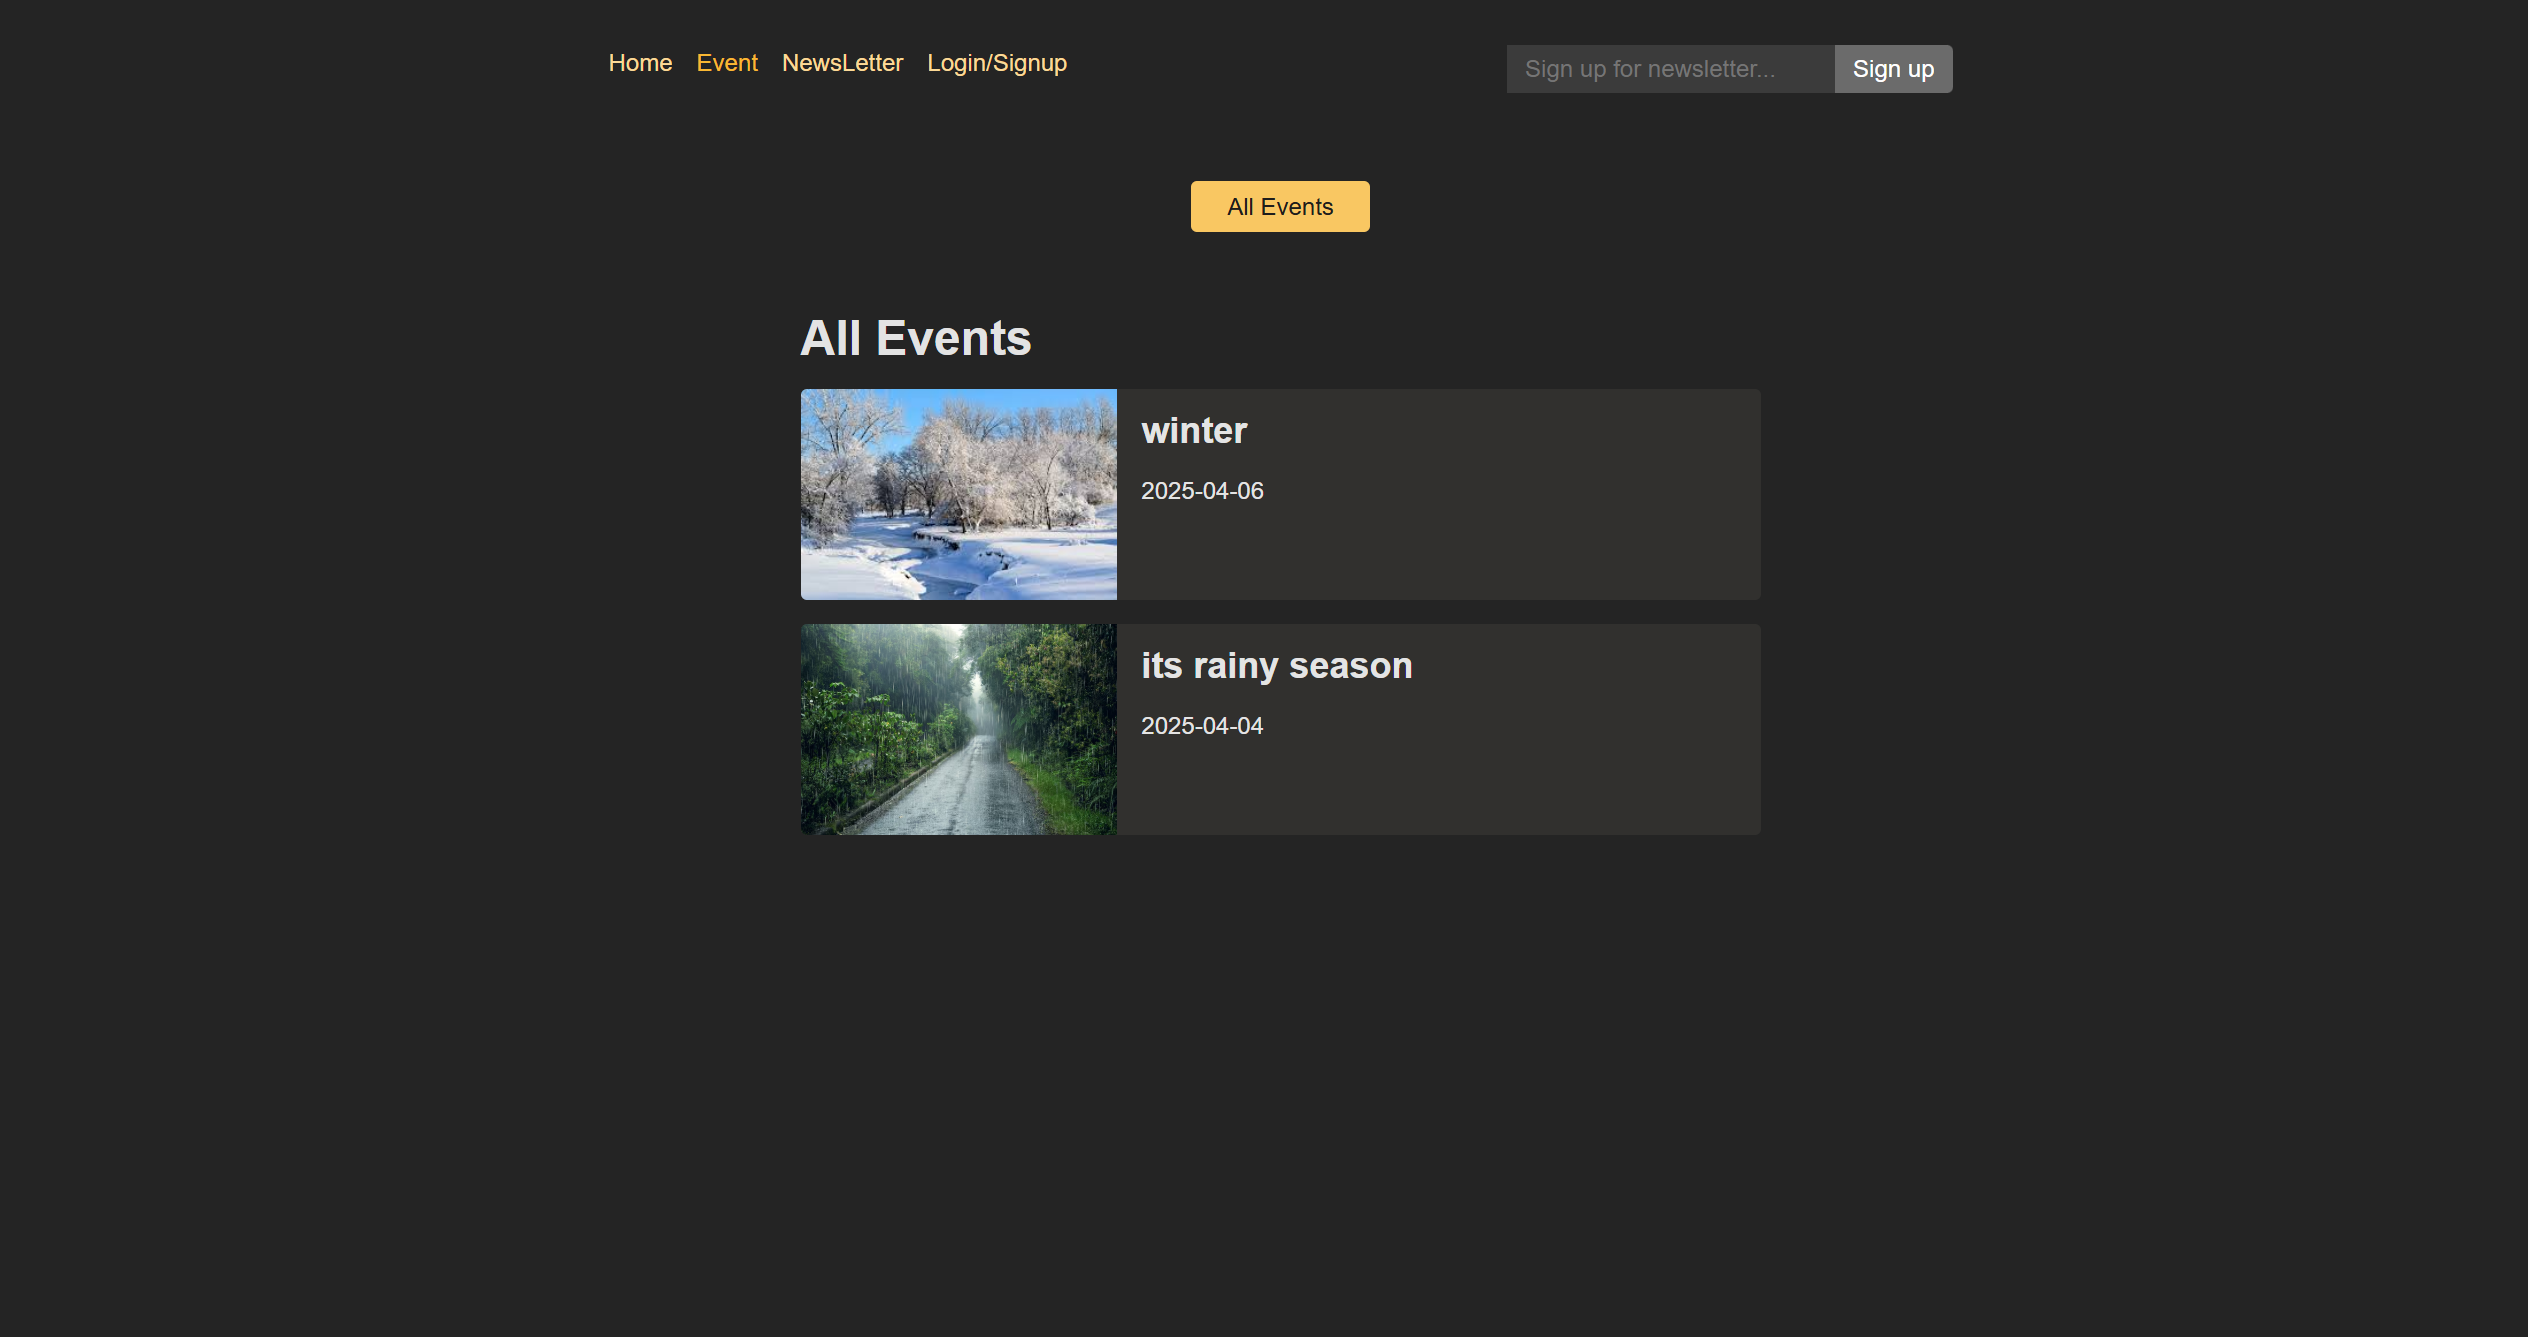 Home Event NewsLetter Login/Signup
Sign up for newsletter... Sign up
All Events
All Events
winter
2025-04-06
its rainy season
2025-04-04